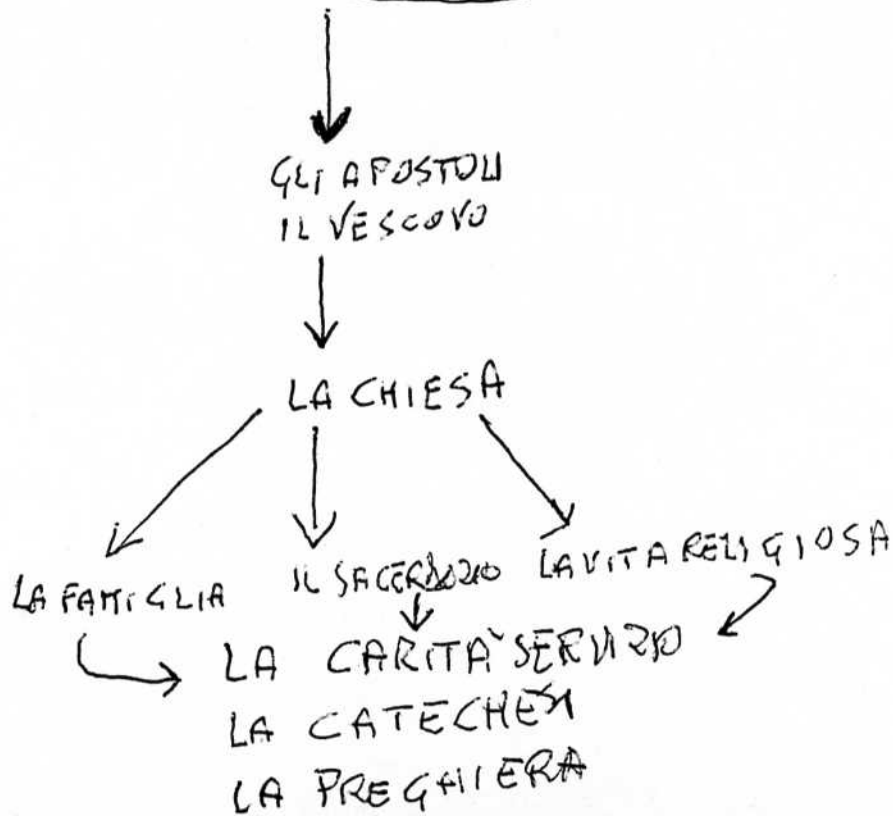 GLI APOSTOLI
IL VESCOVO
LA CHIESA
LA FAMIGLIA IL SACERDOZIO LA VITA RELIGIOSA
LA CARITÀ SERVIZIO
LA CATECHESI
LA PREGHIERA